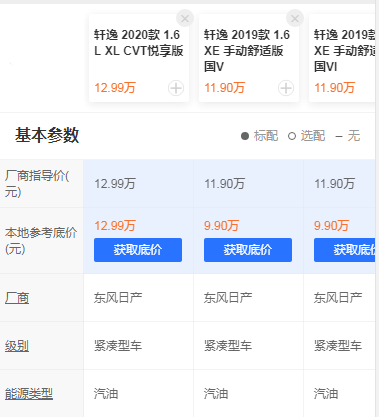 轩逸 2020款 1.6
L XL CVT悦享版
12.99万
轩逸 2019款 1.6
XE 手动舒适版
国V
11.90万
轩逸 2019款
XE 手动舒
国VI
11.90万
基本参数
标配 选配 － 无
厂商指导价(
元)
12.99万 11.90万 11.90万
本地参考底价
(元)
12.99万 9.90万 9.90万
获取底价 获取底价 获取底
厂商 东风日产 东风日产 东风日产
级别 紧凑型车 紧凑型车 紧凑型车
能源类型 汽油 汽油 汽油